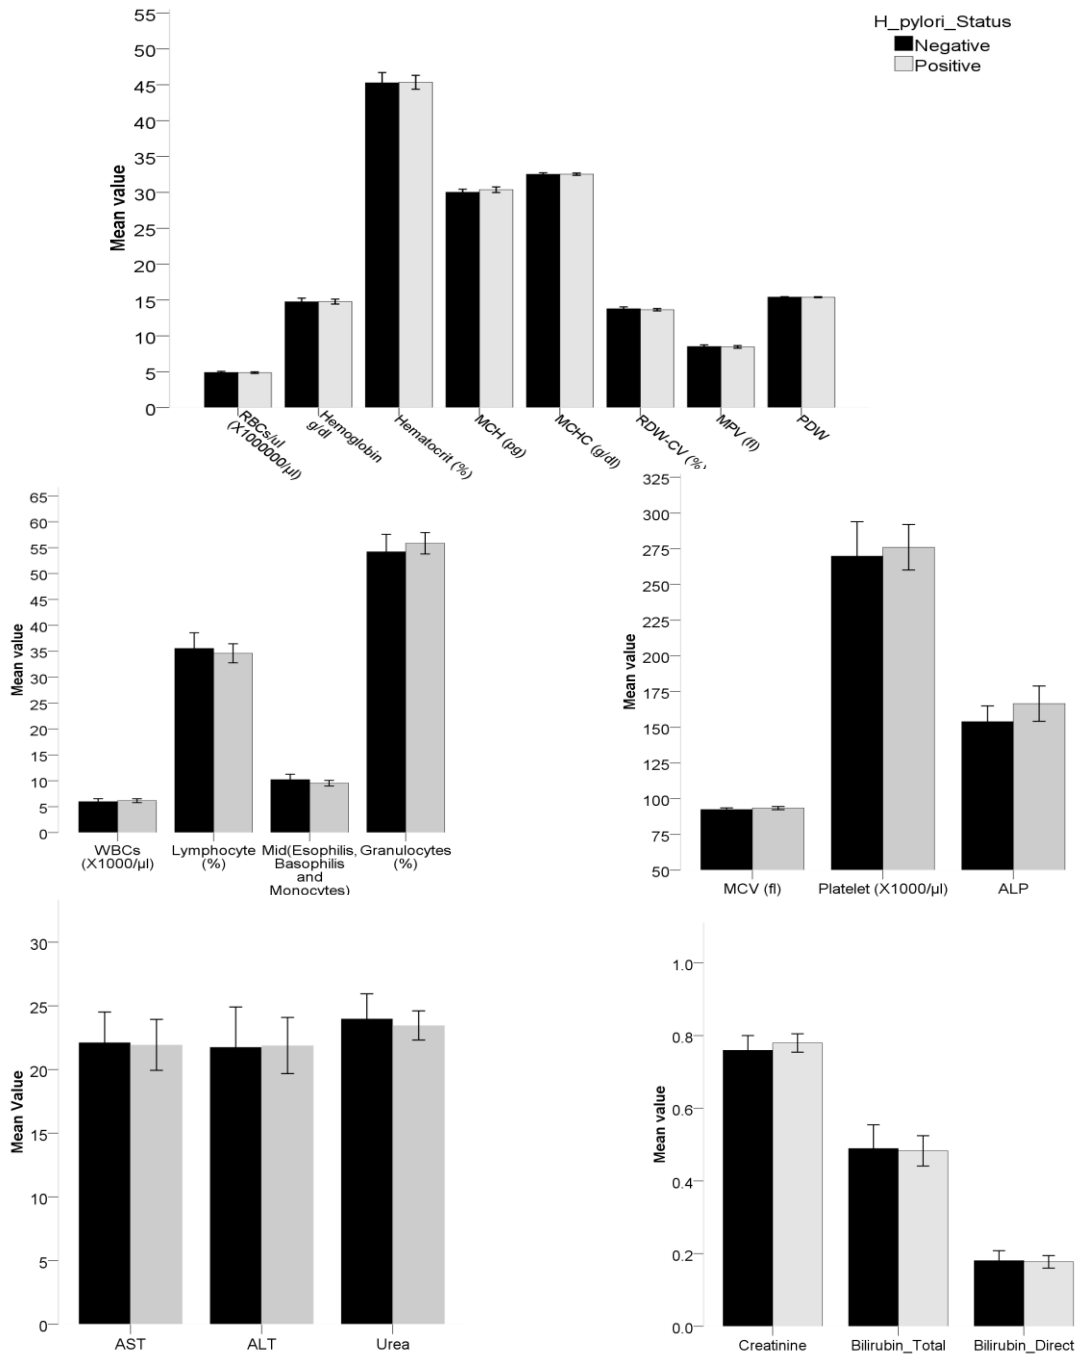 H_pylori_Status
Negative
Positive
Mean value
55
50
45
40
35
30
25
20
15
10
5
0
RBCs/ul
(X1000000/µl)
Hemoglobin
g/dl
Hematocrit (%)
MCH (pg)
MCHC (g/dl)
RDW-CV (%)
MPV (fl)
PDW
Mean value
65
60
55
50
45
40
35
30
25
20
15
10
5
0
WBCs
(X1000/µl)
Lymphocyte
(%)
Mid(Esophilis,
Basophilis
and
Monocytes)
Granulocytes
(%)
Mean value
325
300
275
250
225
200
175
150
125
100
75
50
MCV (fl)
Platelet (X1000/µl)
ALP
Mean Value
30
25
20
15
10
5
0
AST
ALT
Urea
Mean value
1.0
0.8
0.6
0.4
0.2
0.0
Creatinine
Bilirubin_Total
Bilirubin_Direct